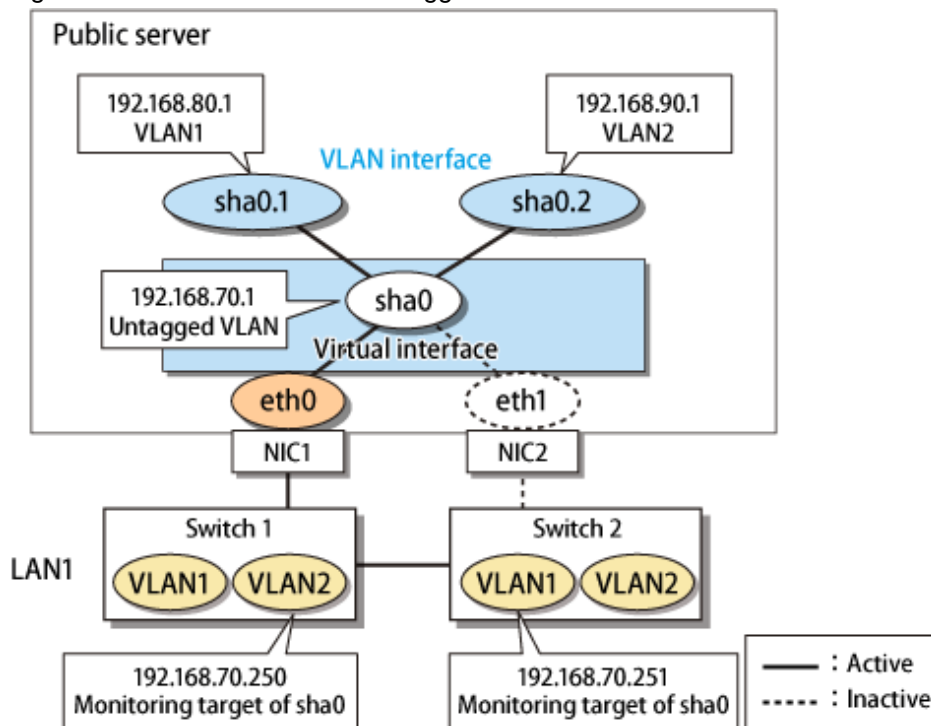 Public server
192.168.80.1
VLAN1
192.168.90.1
VLAN2
VLAN interface
sha0.1
sha0.2
192.168.70.1
Untagged VLAN
sha0
Virtual interface
eth0
eth1
NIC1
NIC2
Switch 1
Switch 2
LAN1
VLAN1
VLAN2
VLAN1
VLAN2
192.168.70.250
Monitoring target of sha0
192.168.70.251
Monitoring target of sha0
: Active
: Inactive